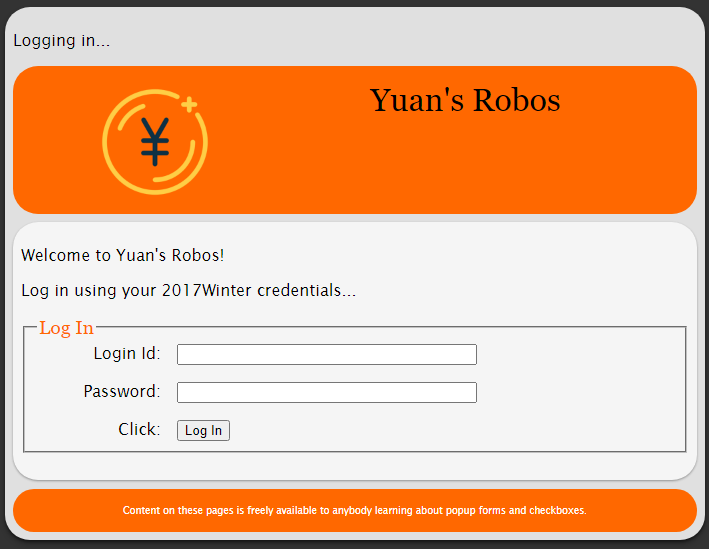 Logging in...
Yuan's Robos
¥
Welcome to Yuan's Robos!
Log in using your 2017Winter credentials...
Log In
Login Id:
Password:
Click: Log In
Content on these pages is freely available to anybody learning about popup forms and checkboxes.